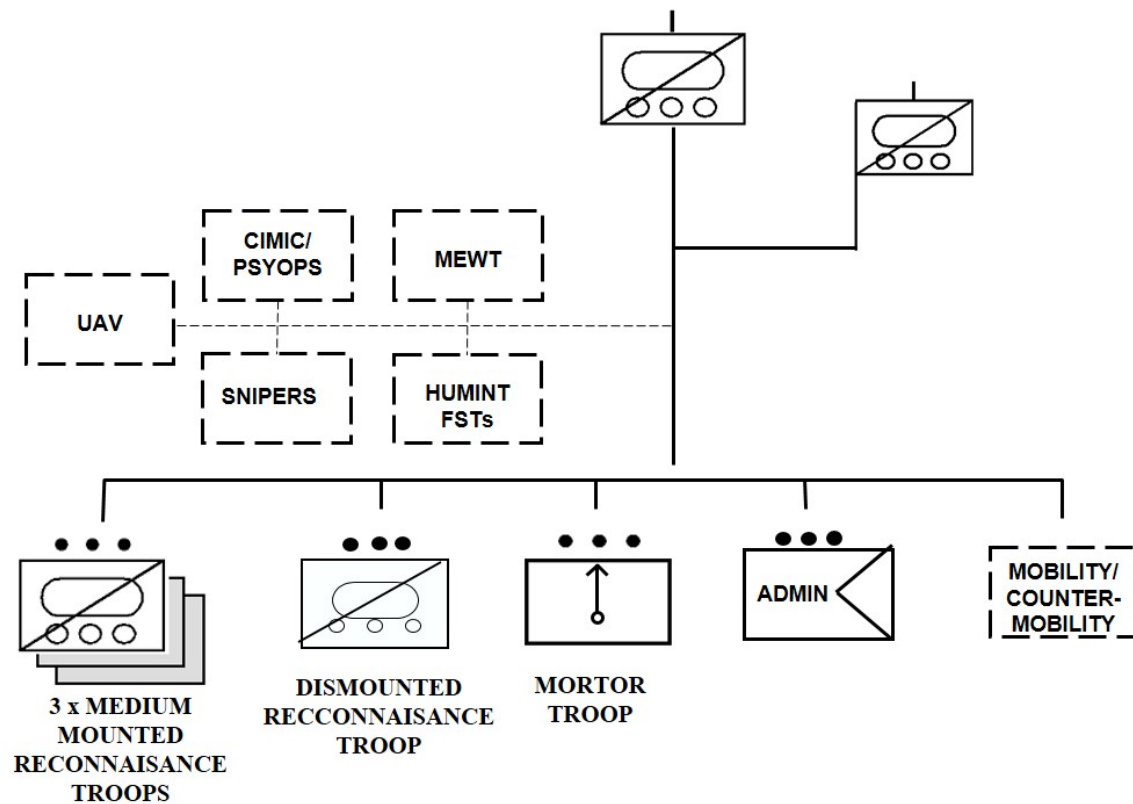 CIMIC/
PSYOPS
MEWT
UAV
SNIPERS
HUMINT
FSTs
ADMIN
MOBILITY/
COUNTER-
MOBILITY
3 x MEDIUM
MOUNTED
RECONNAISANCE
TROOPS
DISMOUNTED
RECCONNAISANCE
TROOP
MORTOR
TROOP